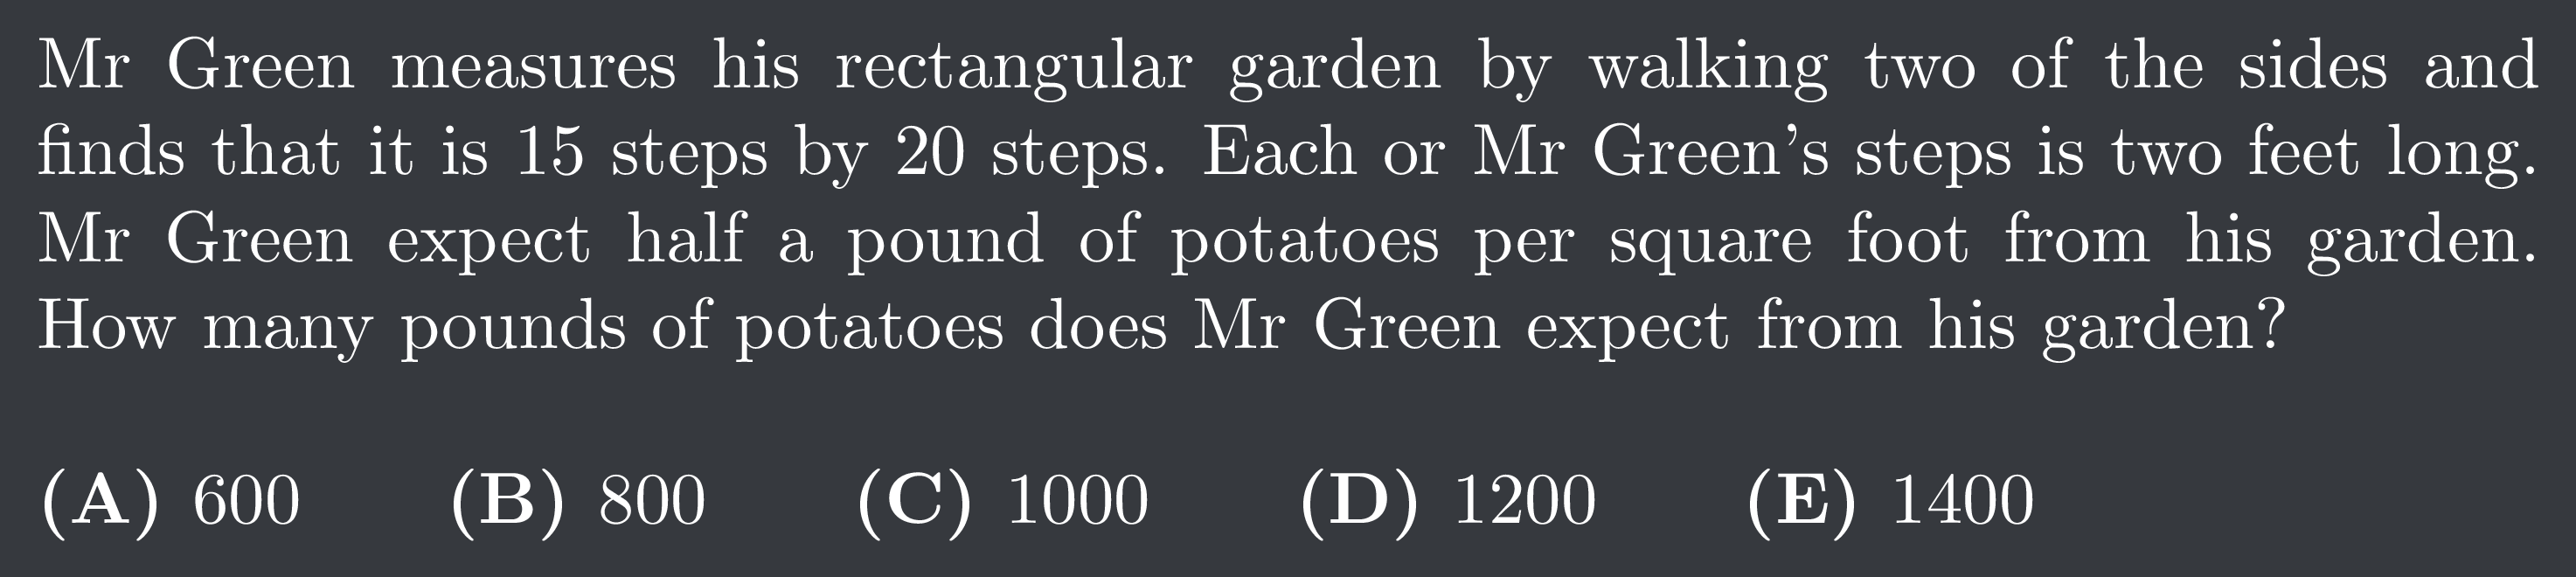 Mr Green measures his rectangular garden by walking two of the sides and
finds that it is 15 steps by 20 steps. Each or Mr Green's steps is two feet long.
Mr Green expect half a pound of potatoes per square foot from his garden.
How many pounds of potatoes does Mr Green expect from his garden?
(A) 600 (B) 800 (C) 1000 (D) 1200 (E) 1400